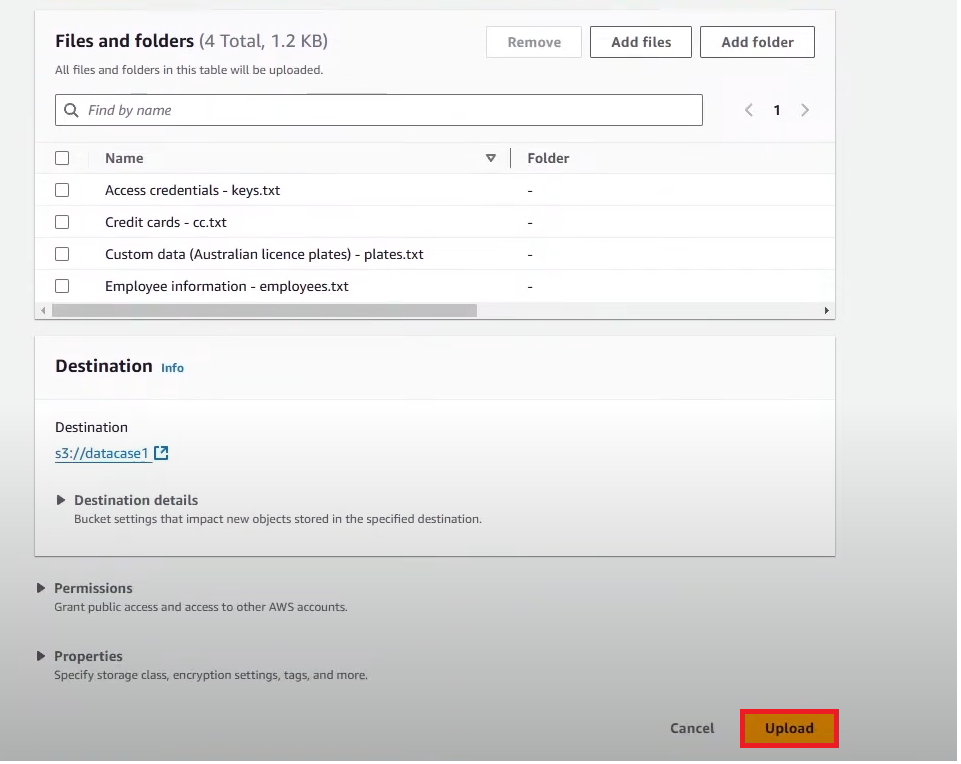 Files and folders (4 Total, 1.2 KB)
Remove
Add files
Add folder
All files and folders in this table will be uploaded.
Find by name
1
Name
Folder
Access credentials - keys.txt
-
Credit cards - cc.txt
-
Custom data (Australian licence plates) - plates.txt
-
Employee information - employees.txt
-
Destination Info
Destination
s3://datacase1
Destination details
Bucket settings that impact new objects stored in the specified destination.
Permissions
Grant public access and access to other AWS accounts.
Properties
Specify storage class, encryption settings, tags, and more.
Cancel
Upload